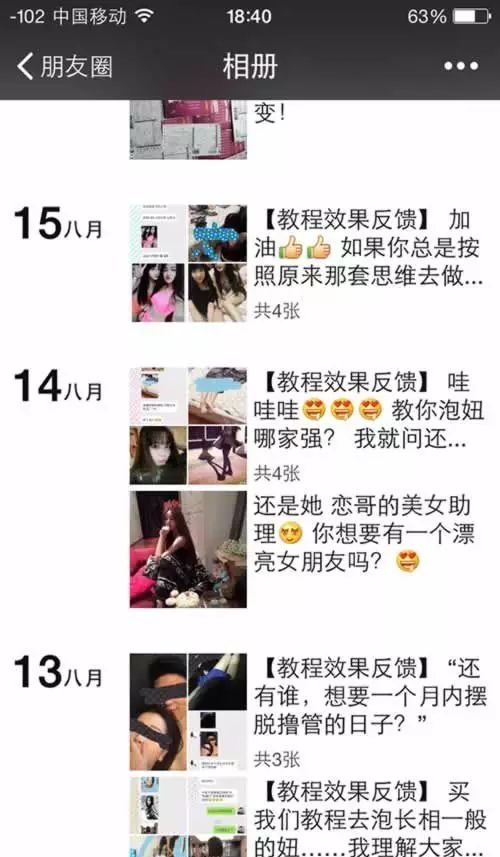 -102 中国移动 18:40 63%
朋友圈 相册
变！
15八月
【教程效果反馈】 加
油👍👍 如果你总是按
照原来那套思维去做...
共4张
14八月
【教程效果反馈】 哇
哇哇哇😍😍😍 教你泡妞
哪家强？ 我就问还...
共4张
还是她 恋哥的美女助
理😍 你想要有一个漂
亮女朋友吗？ 😍
13八月
【教程效果反馈】 “还
有谁，想要一个月内摆
脱撸管的日子？”
共3张
【教程效果反馈】 买
我们教程去泡长相一般
的妞......我理解大家...